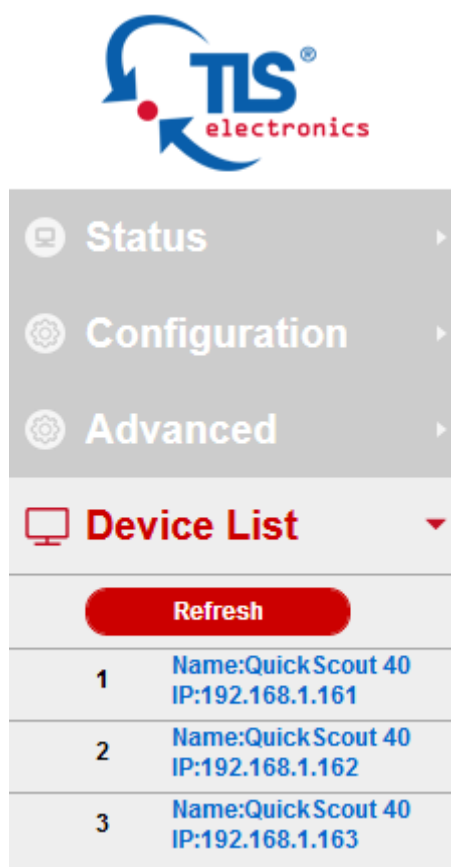 TLS®
electronics
Status
Configuration
Advanced
Device List
Refresh
1 Name:QuickScout 40
IP:192.168.1.161
2 Name:QuickScout 40
IP:192.168.1.162
3 Name:QuickScout 40
IP:192.168.1.163